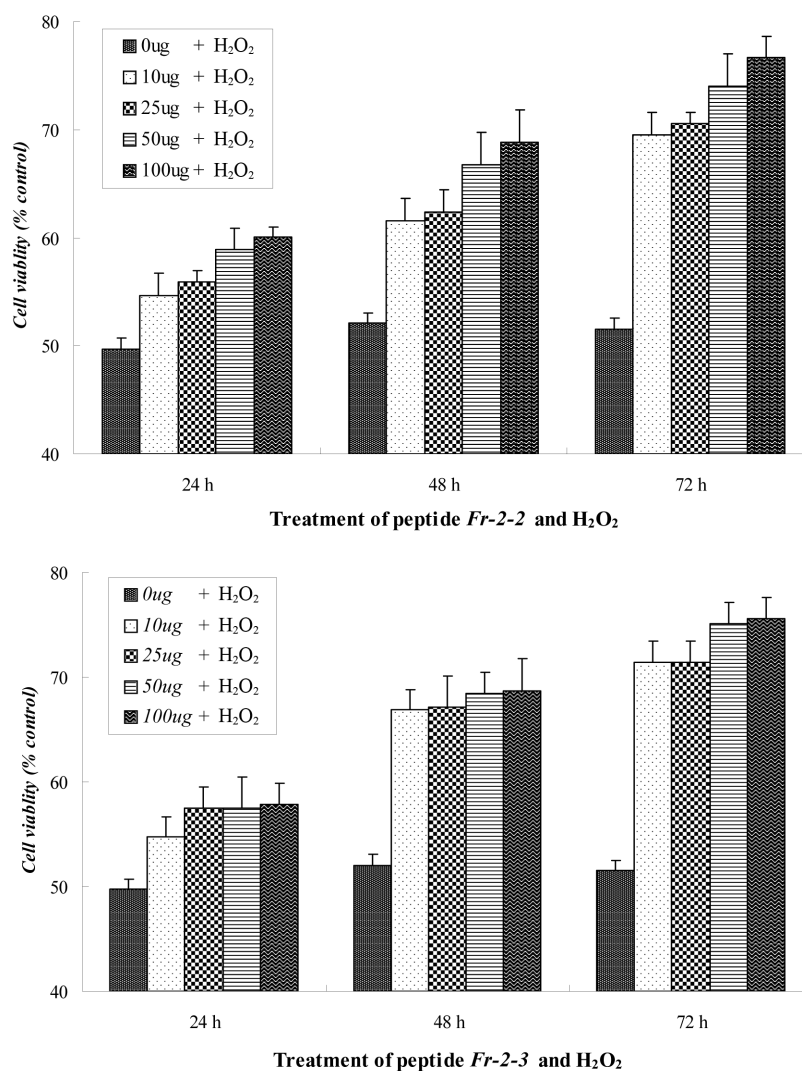 80
70
60
50
40
Cell viablity (% control)
0ug + H₂O₂
10ug + H₂O₂
25ug + H₂O₂
50ug + H₂O₂
100ug + H₂O₂
24 h 48 h 72 h
Treatment of peptide Fr-2-2 and H₂O₂
80
70
60
50
40
Cell viablity (% control)
0ug + H₂O₂
10ug + H₂O₂
25ug + H₂O₂
50ug + H₂O₂
100ug + H₂O₂
24 h 48 h 72 h
Treatment of peptide Fr-2-3 and H₂O₂